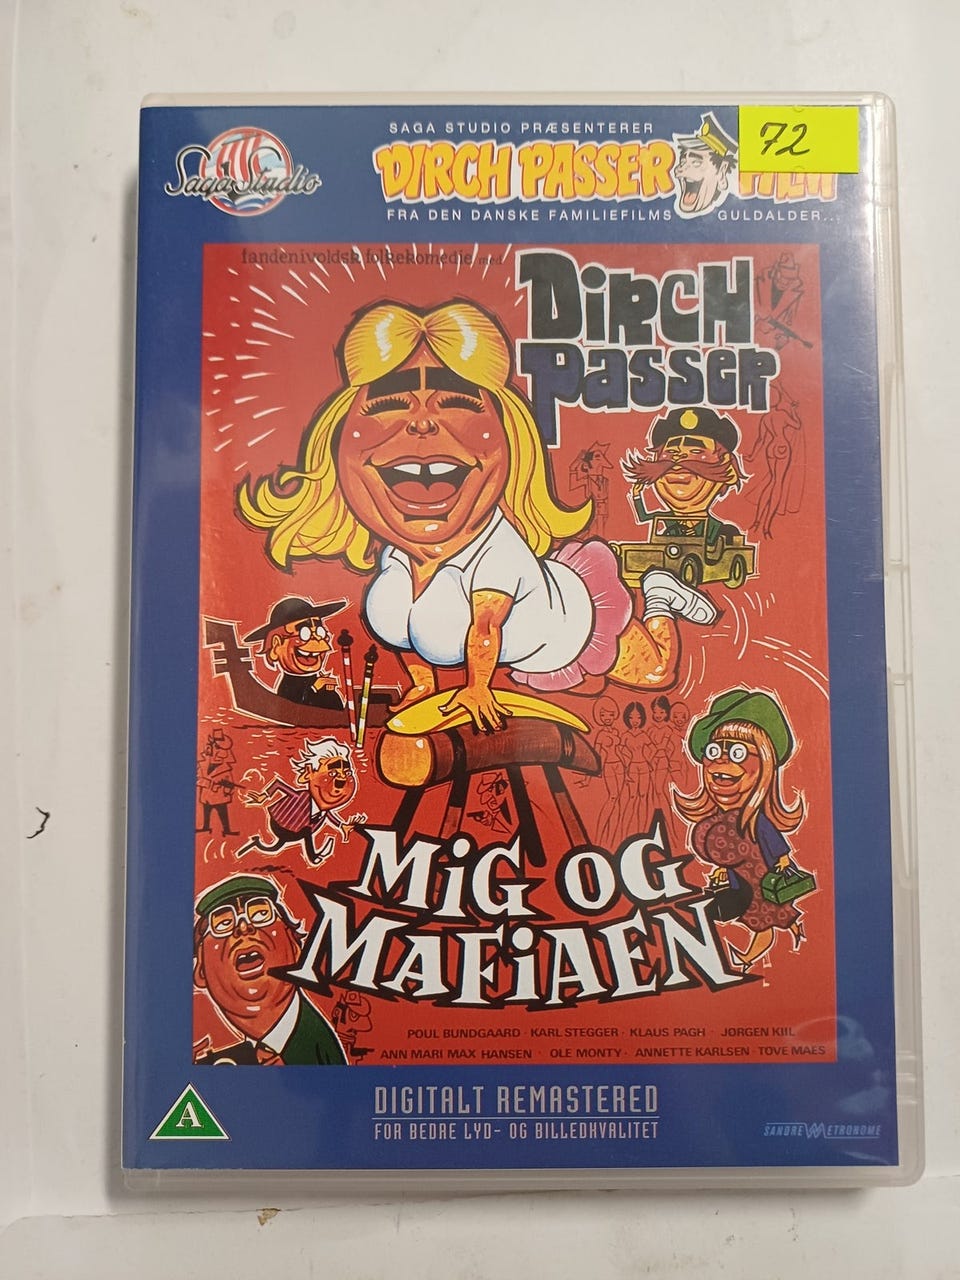 Saga Studio
SAGA STUDIO PRÆSENTERER
72
DIRCH PASSER FILM
FRA DEN DANSKE FAMILIEFILMS GULDALDER...
fandenivoldsk folkekomedie med
DIRCH
PASSER
MIG OG
MAFIAEN
POUL BUNDGAARD · KARL STEGGER · KLAUS PAGH · JØRGEN KIIL
ANN MARI MAX HANSEN · OLE MONTY · ANNETTE KARLSEN · TOVE MAES
A
DIGITALT REMASTERED
FOR BEDRE LYD- OG BILLEDKVALITET
SANDREW METRONOME